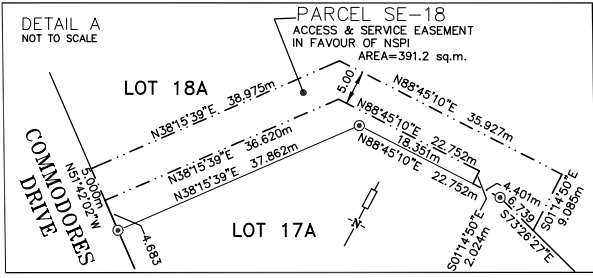 DETAIL A
NOT TO SCALE
PARCEL SE-18
ACCESS & SERVICE EASEMENT
IN FAVOUR OF NSPI
AREA=391.2 sq.m.
LOT 18A
5.00
N38°15'39"E 38.975m
N88°45'10"E 35.927m
N38°15'39"E 36.620m
N38°15'39"E 37.862m
N88°45'10"E 22.752m
18.351m
N88°45'10"E 22.752m
COMMODORES
DRIVE
N51°42'02"W
5.000m
4.683
LOT 17A
-N-
S01°14'50"E
2.024m
4.401m
6.739
S73°26'27"E
S01°14'50"E
9.085m